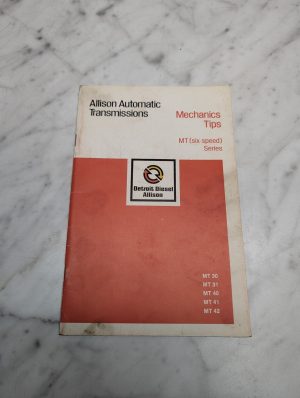 Allison Automatic
Transmissions
Mechanics
Tips
MT (six-speed)
Series
Detroit Diesel
Allison
MT 30
MT 31
MT 40
MT 41
MT 42